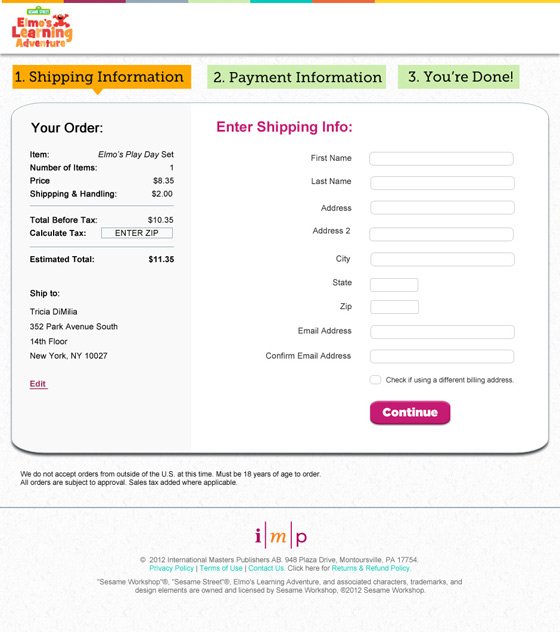 SESAME STREET
Elmo's
Learning
Adventure
1. Shipping Information
2. Payment Information
3. You're Done!
Your Order:
Item: Elmo's Play Day Set
Number of Items: 1
Price $8.35
Shippping & Handling: $2.00
Total Before Tax: $10.35
Calculate Tax: ENTER ZIP
Estimated Total: $11.35
Ship to:
Tricia DiMilia
352 Park Avenue South
14th Floor
New York, NY 10027
Edit
Enter Shipping Info:
First Name
Last Name
Address
Address 2
City
State
Zip
Email Address
Confirm Email Address
Check if using a different billing address.
Continue
We do not accept orders from outside of the U.S. at this time. Must be 18 years of age to order.
All orders are subject to approval. Sales tax added where applicable.
i|m|p
© 2012 International Masters Publishers AB. 948 Plaza Drive, Montoursville, PA 17754.
Privacy Policy | Terms of Use | Contact Us Click here for Returns & Refund Policy.
"Sesame Workshop"®, "Sesame Street"®, Elmo's Learning Adventure, and associated characters, trademarks, and
design elements are owned and licensed by Sesame Workshop, ©2012 Sesame Workshop.